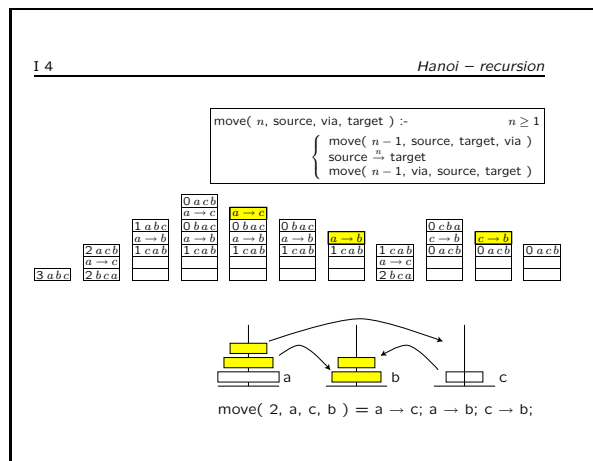 I 4 Hanoi – recursion
move( n, source, via, target ) :- n ≥ 1
move( n − 1, source, target, via )
source →ⁿ target
move( n − 1, via, source, target )
0 a c b
a → c a → c
1 a b c 0 b a c 0 b a c 0 b a c 0 c b a
a → b a → b a → b a → b a → b c → b c → b
2 a c b 1 c a b 1 c a b 1 c a b 1 c a b 1 c a b 1 c a b 0 a c b 0 a c b 0 a c b
a → c a → c
3 a b c 2 b c a 2 b c a
a b c
move( 2, a, c, b ) = a → c; a → b; c → b;